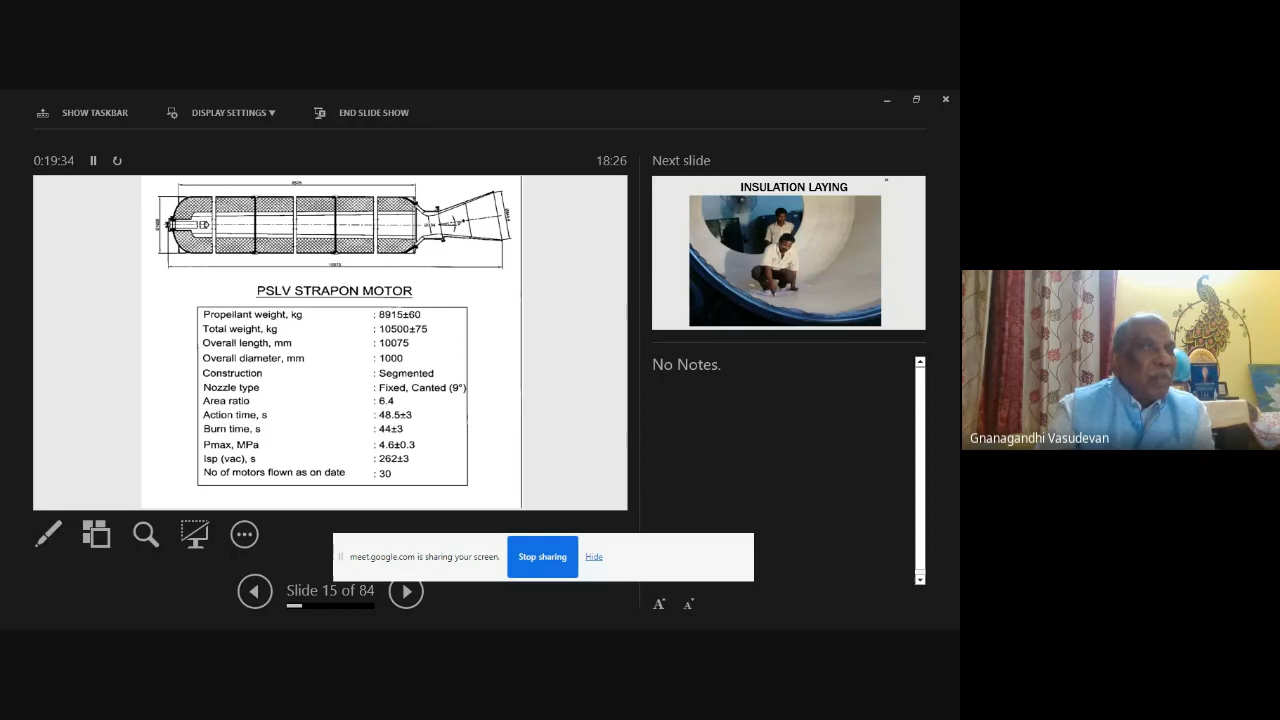 SHOW TASKBAR
DISPLAY SETTINGS ▼
END SLIDE SHOW
0:19:34
18:26
Next slide
INSULATION LAYING
PSLV STRAPON MOTOR
Propellant weight, kg : 8915±60
Total weight, kg : 10500±75
Overall length, mm : 10075
Overall diameter, mm : 1000
Construction : Segmented
Nozzle type : Fixed, Canted (9°)
Area ratio : 6.4
Action time, s : 48.5±3
Burn time, s : 44±3
Pmax, MPa : 4.6±0.3
Isp (vac), s : 262±3
No of motors flown as on date : 30
No Notes.
Gnanagandhi Vasudevan
meet.google.com is sharing your screen.
Stop sharing
Hide
Slide 15 of 84
A A